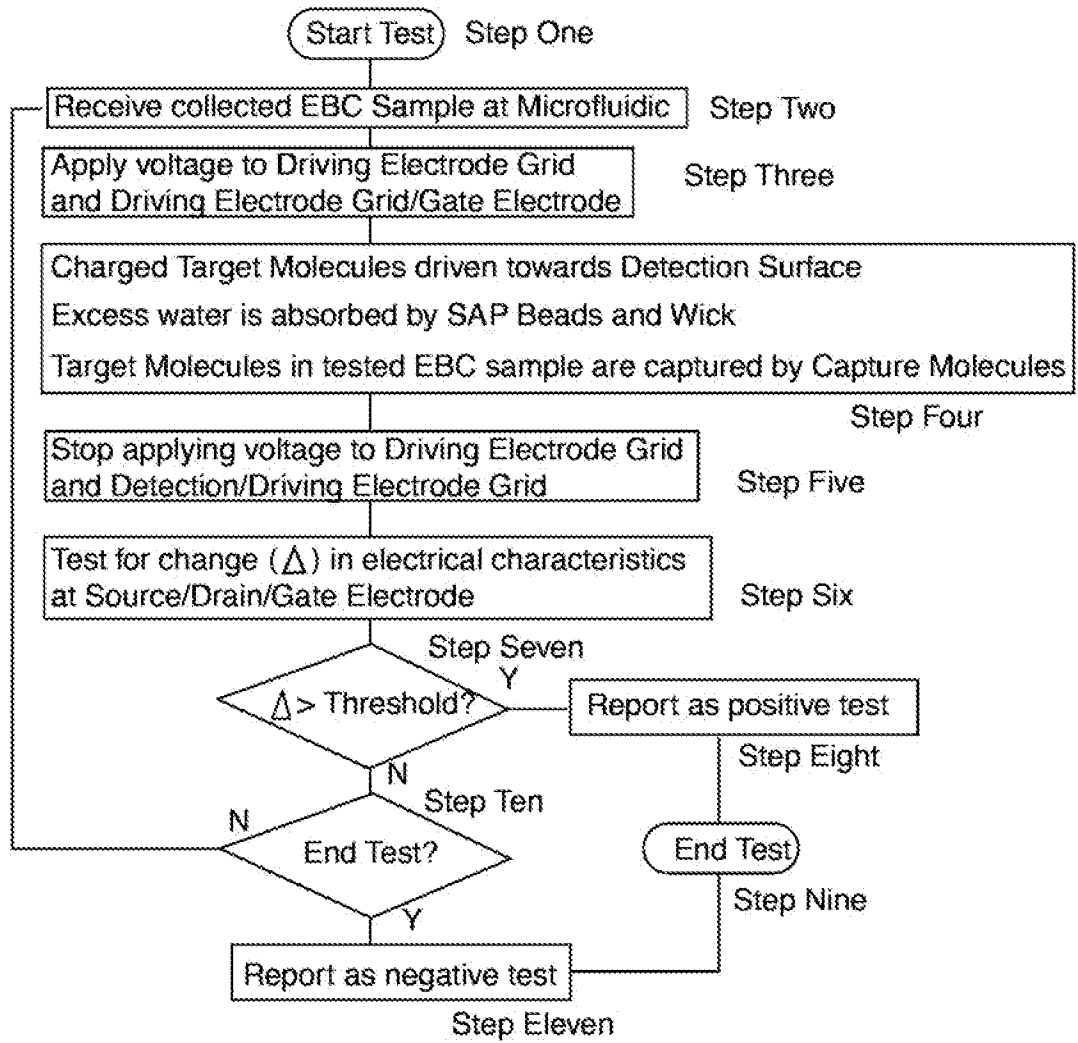 Start Test
Step One
Receive collected EBC Sample at Microfluidic
Step Two
Apply voltage to Driving Electrode Grid
and Driving Electrode Grid/Gate Electrode
Step Three
Charged Target Molecules driven towards Detection Surface
Excess water is absorbed by SAP Beads and Wick
Target Molecules in tested EBC sample are captured by Capture Molecules
Step Four
Stop applying voltage to Driving Electrode Grid
and Detection/Driving Electrode Grid
Step Five
Test for change (Δ) in electrical characteristics
at Source/Drain/Gate Electrode
Step Six
Step Seven
Δ > Threshold?
Y
Report as positive test
Step Eight
N
Step Ten
N
End Test?
End Test
Step Nine
Y
Report as negative test
Step Eleven